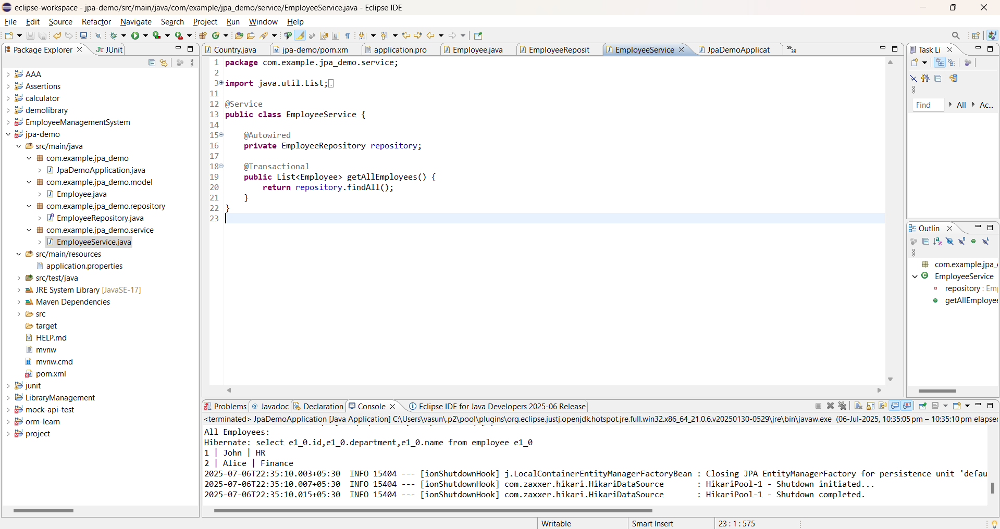 eclipse-workspace - jpa-demo/src/main/java/com/example/jpa_demo/service/EmployeeService.java - Eclipse IDE
File Edit Source Refactor Navigate Search Project Run Window Help
Package Explorer
JUnit
AAA
Assertions
calculator
demolibrary
EmployeeManagementSystem
jpa-demo
src/main/java
com.example.jpa_demo
JpaDemoApplication.java
com.example.jpa_demo.model
Employee.java
com.example.jpa_demo.repository
EmployeeRepository.java
com.example.jpa_demo.service
EmployeeService.java
src/main/resources
application.properties
src/test/java
JRE System Library [JavaSE-17]
Maven Dependencies
src
target
HELP.md
mvnw
mvnw.cmd
pom.xml
junit
LibraryManagement
mock-api-test
orm-learn
project
Country.java jpa-demo/pom.xm application.pro Employee.java EmployeeReposit EmployeeService JpaDemoApplicat »39
1 package com.example.jpa_demo.service;
2
3 import java.util.List;
11
12 @Service
13 public class EmployeeService {
14
15 @Autowired
16 private EmployeeRepository repository;
17
18 @Transactional
19 public List<Employee> getAllEmployees() {
20 return repository.findAll();
21 }
22 }
23
Task Li
Find All Ac...
Outlin
com.example.jpa_
EmployeeService
repository : Em
getAllEmploye
Problems @ Javadoc Declaration Console Eclipse IDE for Java Developers 2025-06 Release
<terminated> JpaDemoApplication [Java Application] C:\Users\vasun\.p2\pool\plugins\org.eclipse.justj.openjdk.hotspot.jre.full.win32.x86_64_21.0.6.v20250130-0529\jre\bin\javaw.exe (06-Jul-2025, 10:35:05 pm – 10:35:10 pm elapse
All Employees:
Hibernate: select e1_0.id,e1_0.department,e1_0.name from employee e1_0
1 | John | HR
2 | Alice | Finance
2025-07-06T22:35:10.003+05:30 INFO 15404 --- [ionShutdownHook] j.LocalContainerEntityManagerFactoryBean : Closing JPA EntityManagerFactory for persistence unit 'defau
2025-07-06T22:35:10.007+05:30 INFO 15404 --- [ionShutdownHook] com.zaxxer.hikari.HikariDataSource : HikariPool-1 - Shutdown initiated...
2025-07-06T22:35:10.015+05:30 INFO 15404 --- [ionShutdownHook] com.zaxxer.hikari.HikariDataSource : HikariPool-1 - Shutdown completed.
Writable Smart Insert 23 : 1 : 575